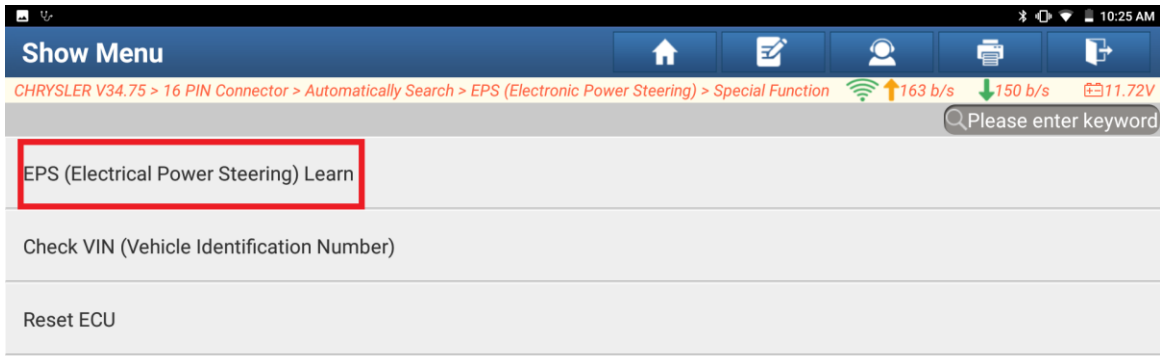 10:25 AM
Show Menu
CHRYSLER V34.75 > 16 PIN Connector > Automatically Search > EPS (Electronic Power Steering) > Special Function 163 b/s 150 b/s 11.72V
Please enter keyword
EPS (Electrical Power Steering) Learn
Check VIN (Vehicle Identification Number)
Reset ECU